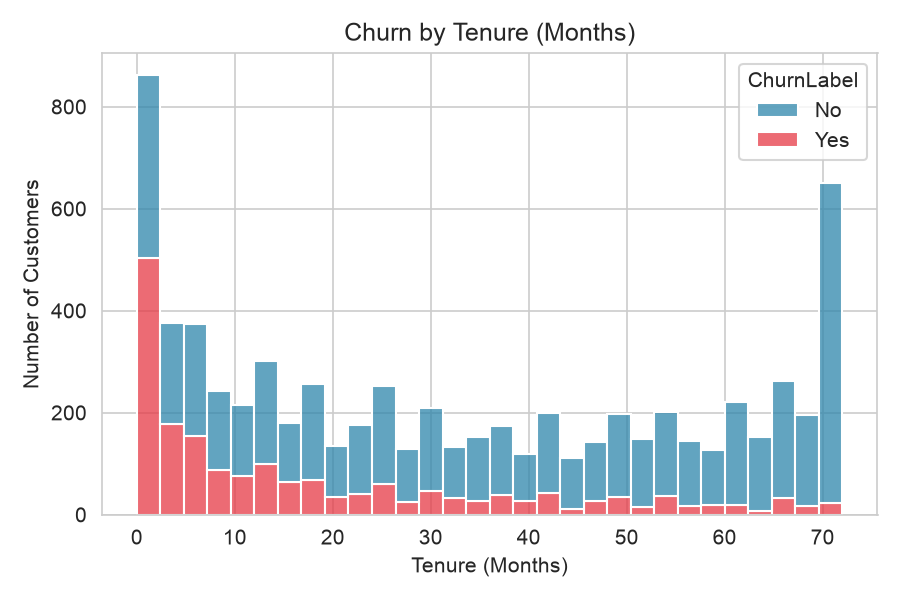 Churn by Tenure (Months)
ChurnLabel
No
Yes
Number of Customers
800
600
400
200
0
0 10 20 30 40 50 60 70
Tenure (Months)